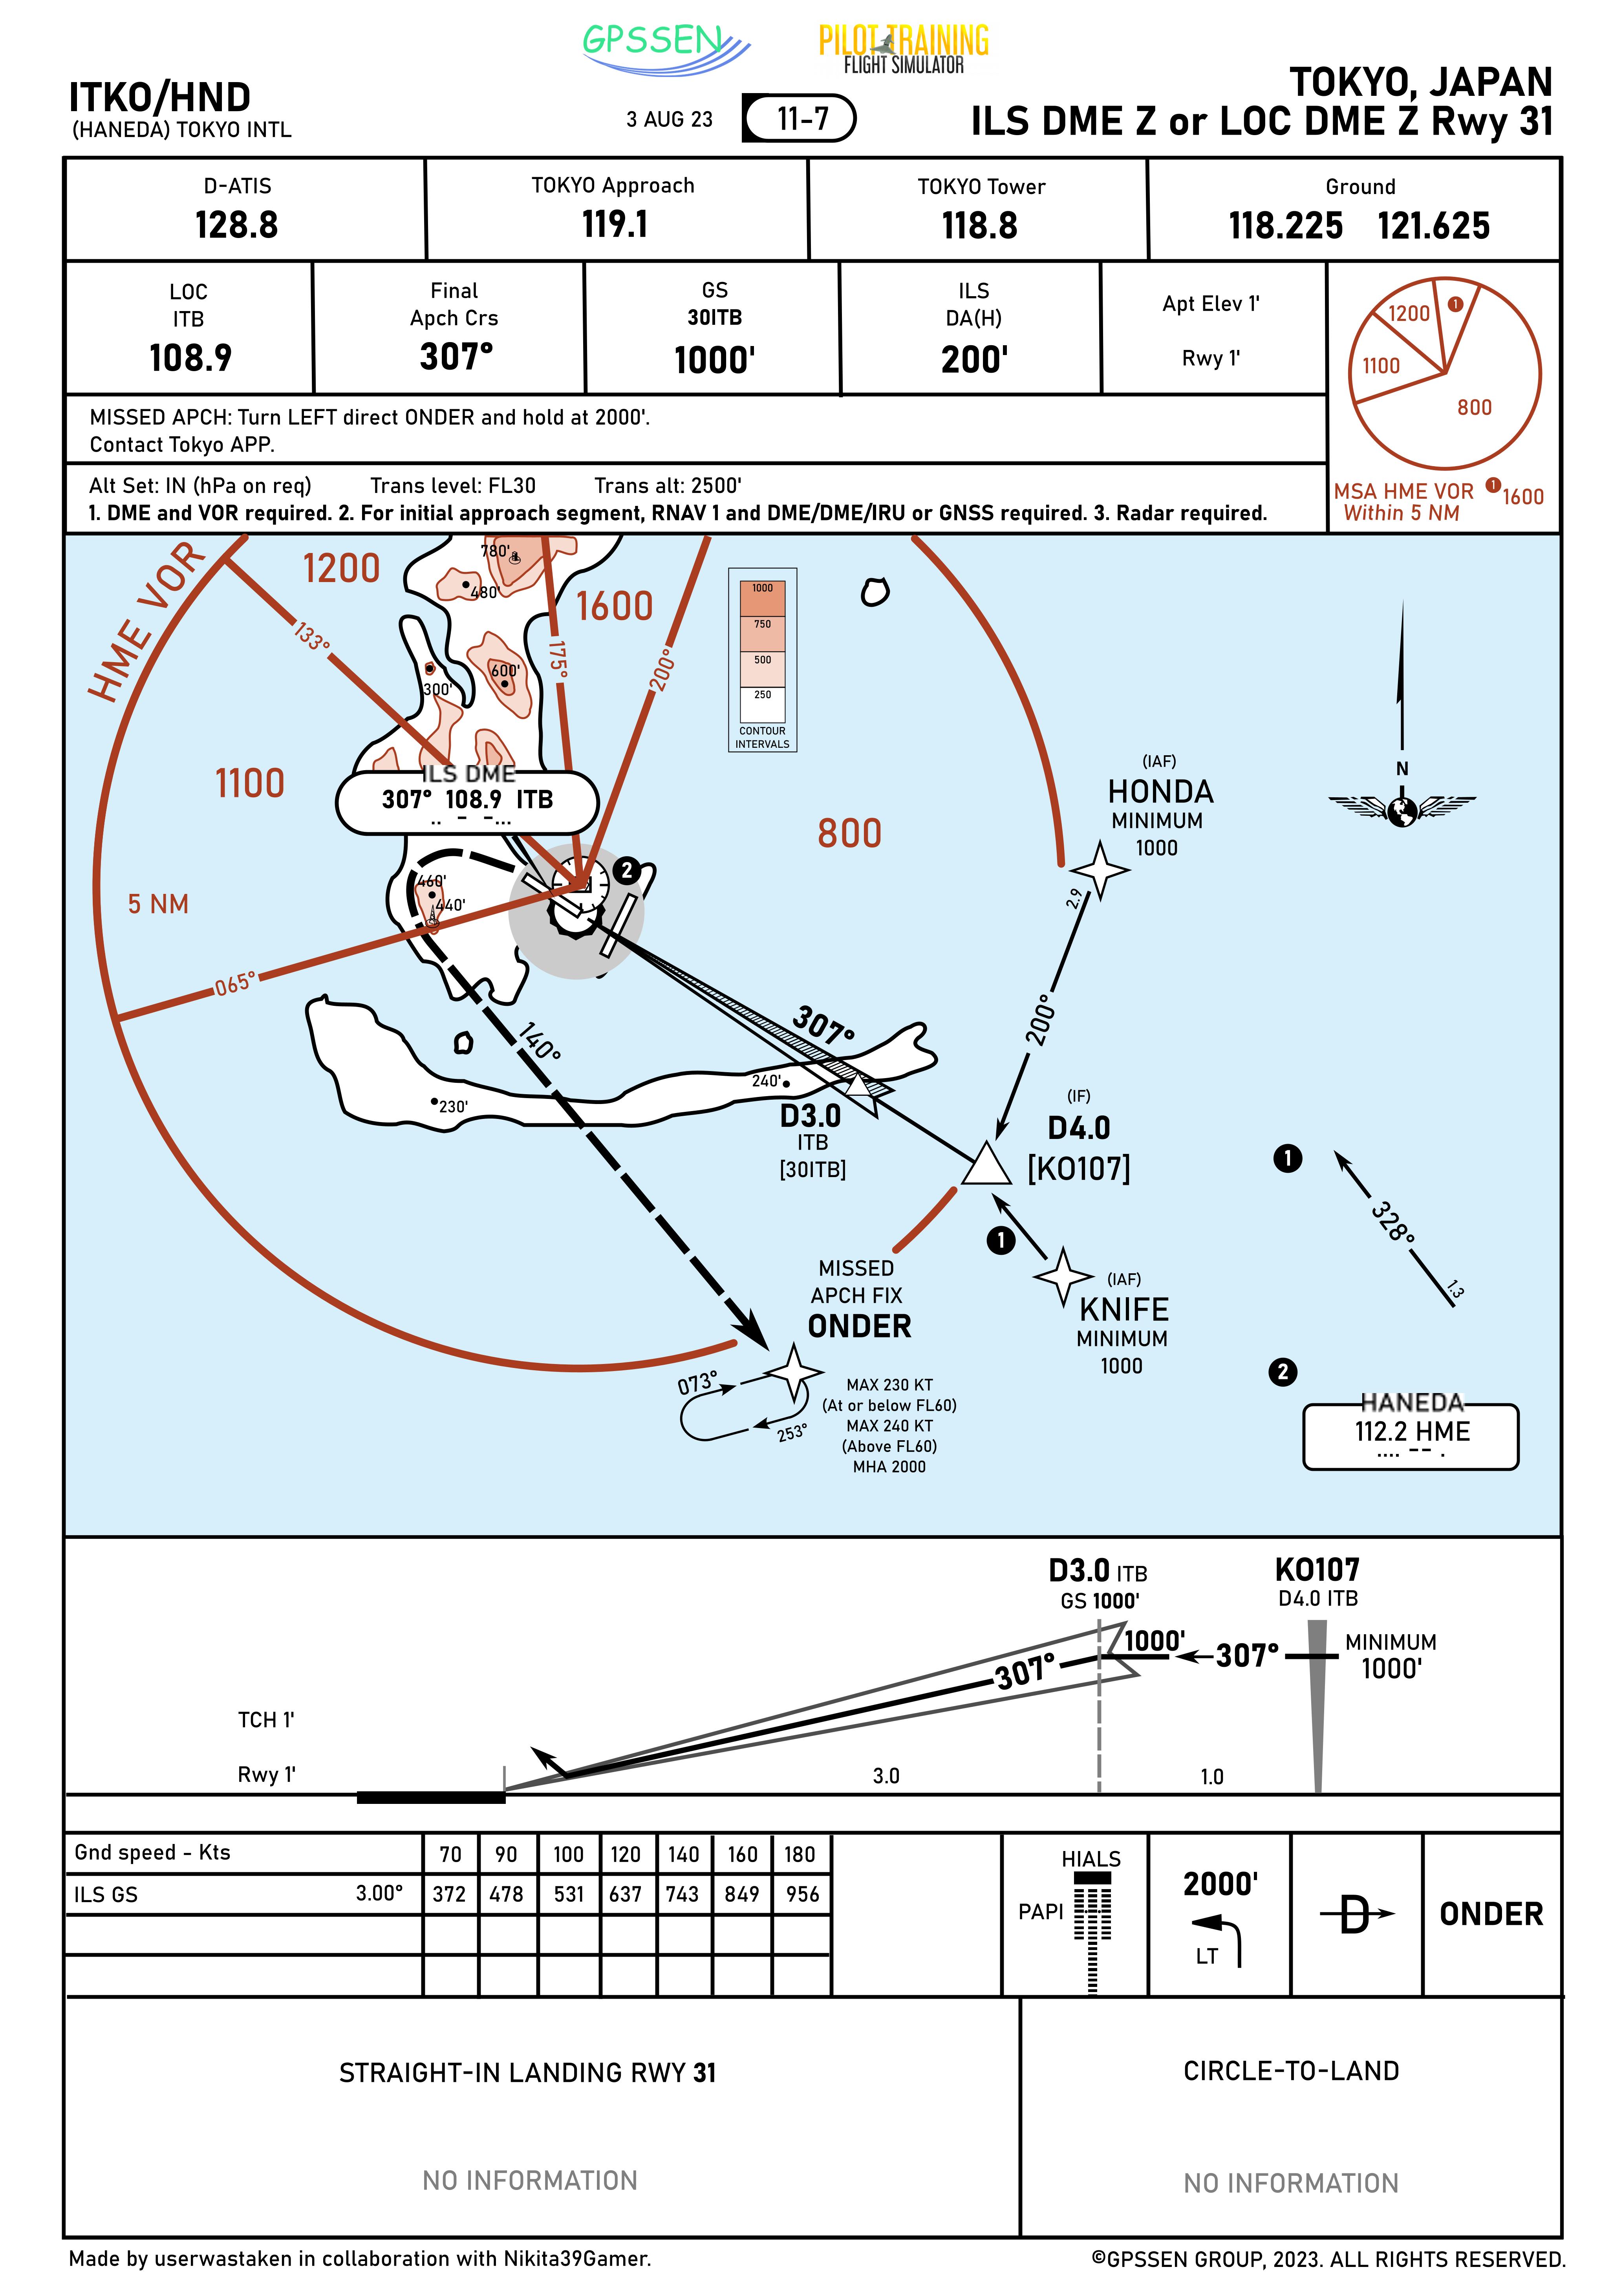 GPSSEN
PILOT TRAINING
FLIGHT SIMULATOR
ITKO/HND
(HANEDA) TOKYO INTL
3 AUG 23
11-7
TOKYO, JAPAN
ILS DME Z or LOC DME Z Rwy 31
D-ATIS
128.8
TOKYO Approach
119.1
TOKYO Tower
118.8
Ground
118.225 121.625
LOC
ITB
108.9
Final
Apch Crs
307°
GS
30ITB
1000'
ILS
DA(H)
200'
Apt Elev 1'
Rwy 1'
1200
1
1100
800
MSA HME VOR 1 1600
Within 5 NM
MISSED APCH: Turn LEFT direct ONDER and hold at 2000'.
Contact Tokyo APP.
Alt Set: IN (hPa on req) Trans level: FL30 Trans alt: 2500'
1. DME and VOR required. 2. For initial approach segment, RNAV 1 and DME/DME/IRU or GNSS required. 3. Radar required.
HME VOR
1200
780'
480'
1600
133°
175°
200°
600'
300'
1000
750
500
250
CONTOUR
INTERVALS
1100
ILS DME
307° 108.9 ITB
.. - -...
800
(IAF)
HONDA
MINIMUM
1000
N
2
460'
440'
5 NM
065°
2.9
200°
140°
307°
240'
230'
D3.0
ITB
[30ITB]
(IF)
D4.0
[KO107]
1
1
328°
1.3
(IAF)
KNIFE
MINIMUM
1000
MISSED
APCH FIX
ONDER
073°
253°
MAX 230 KT
(At or below FL60)
MAX 240 KT
(Above FL60)
MHA 2000
2
HANEDA
112.2 HME
.... -- .
D3.0 ITB
GS 1000'
KO107
D4.0 ITB
1000'
307°
307°
MINIMUM
1000'
TCH 1'
Rwy 1'
3.0
1.0
Gnd speed - Kts 70 90 100 120 140 160 180
ILS GS 3.00° 372 478 531 637 743 849 956
HIALS
PAPI
2000'
LT
D
ONDER
STRAIGHT-IN LANDING RWY 31
NO INFORMATION
CIRCLE-TO-LAND
NO INFORMATION
Made by userwastaken in collaboration with Nikita39Gamer.
©GPSSEN GROUP, 2023. ALL RIGHTS RESERVED.